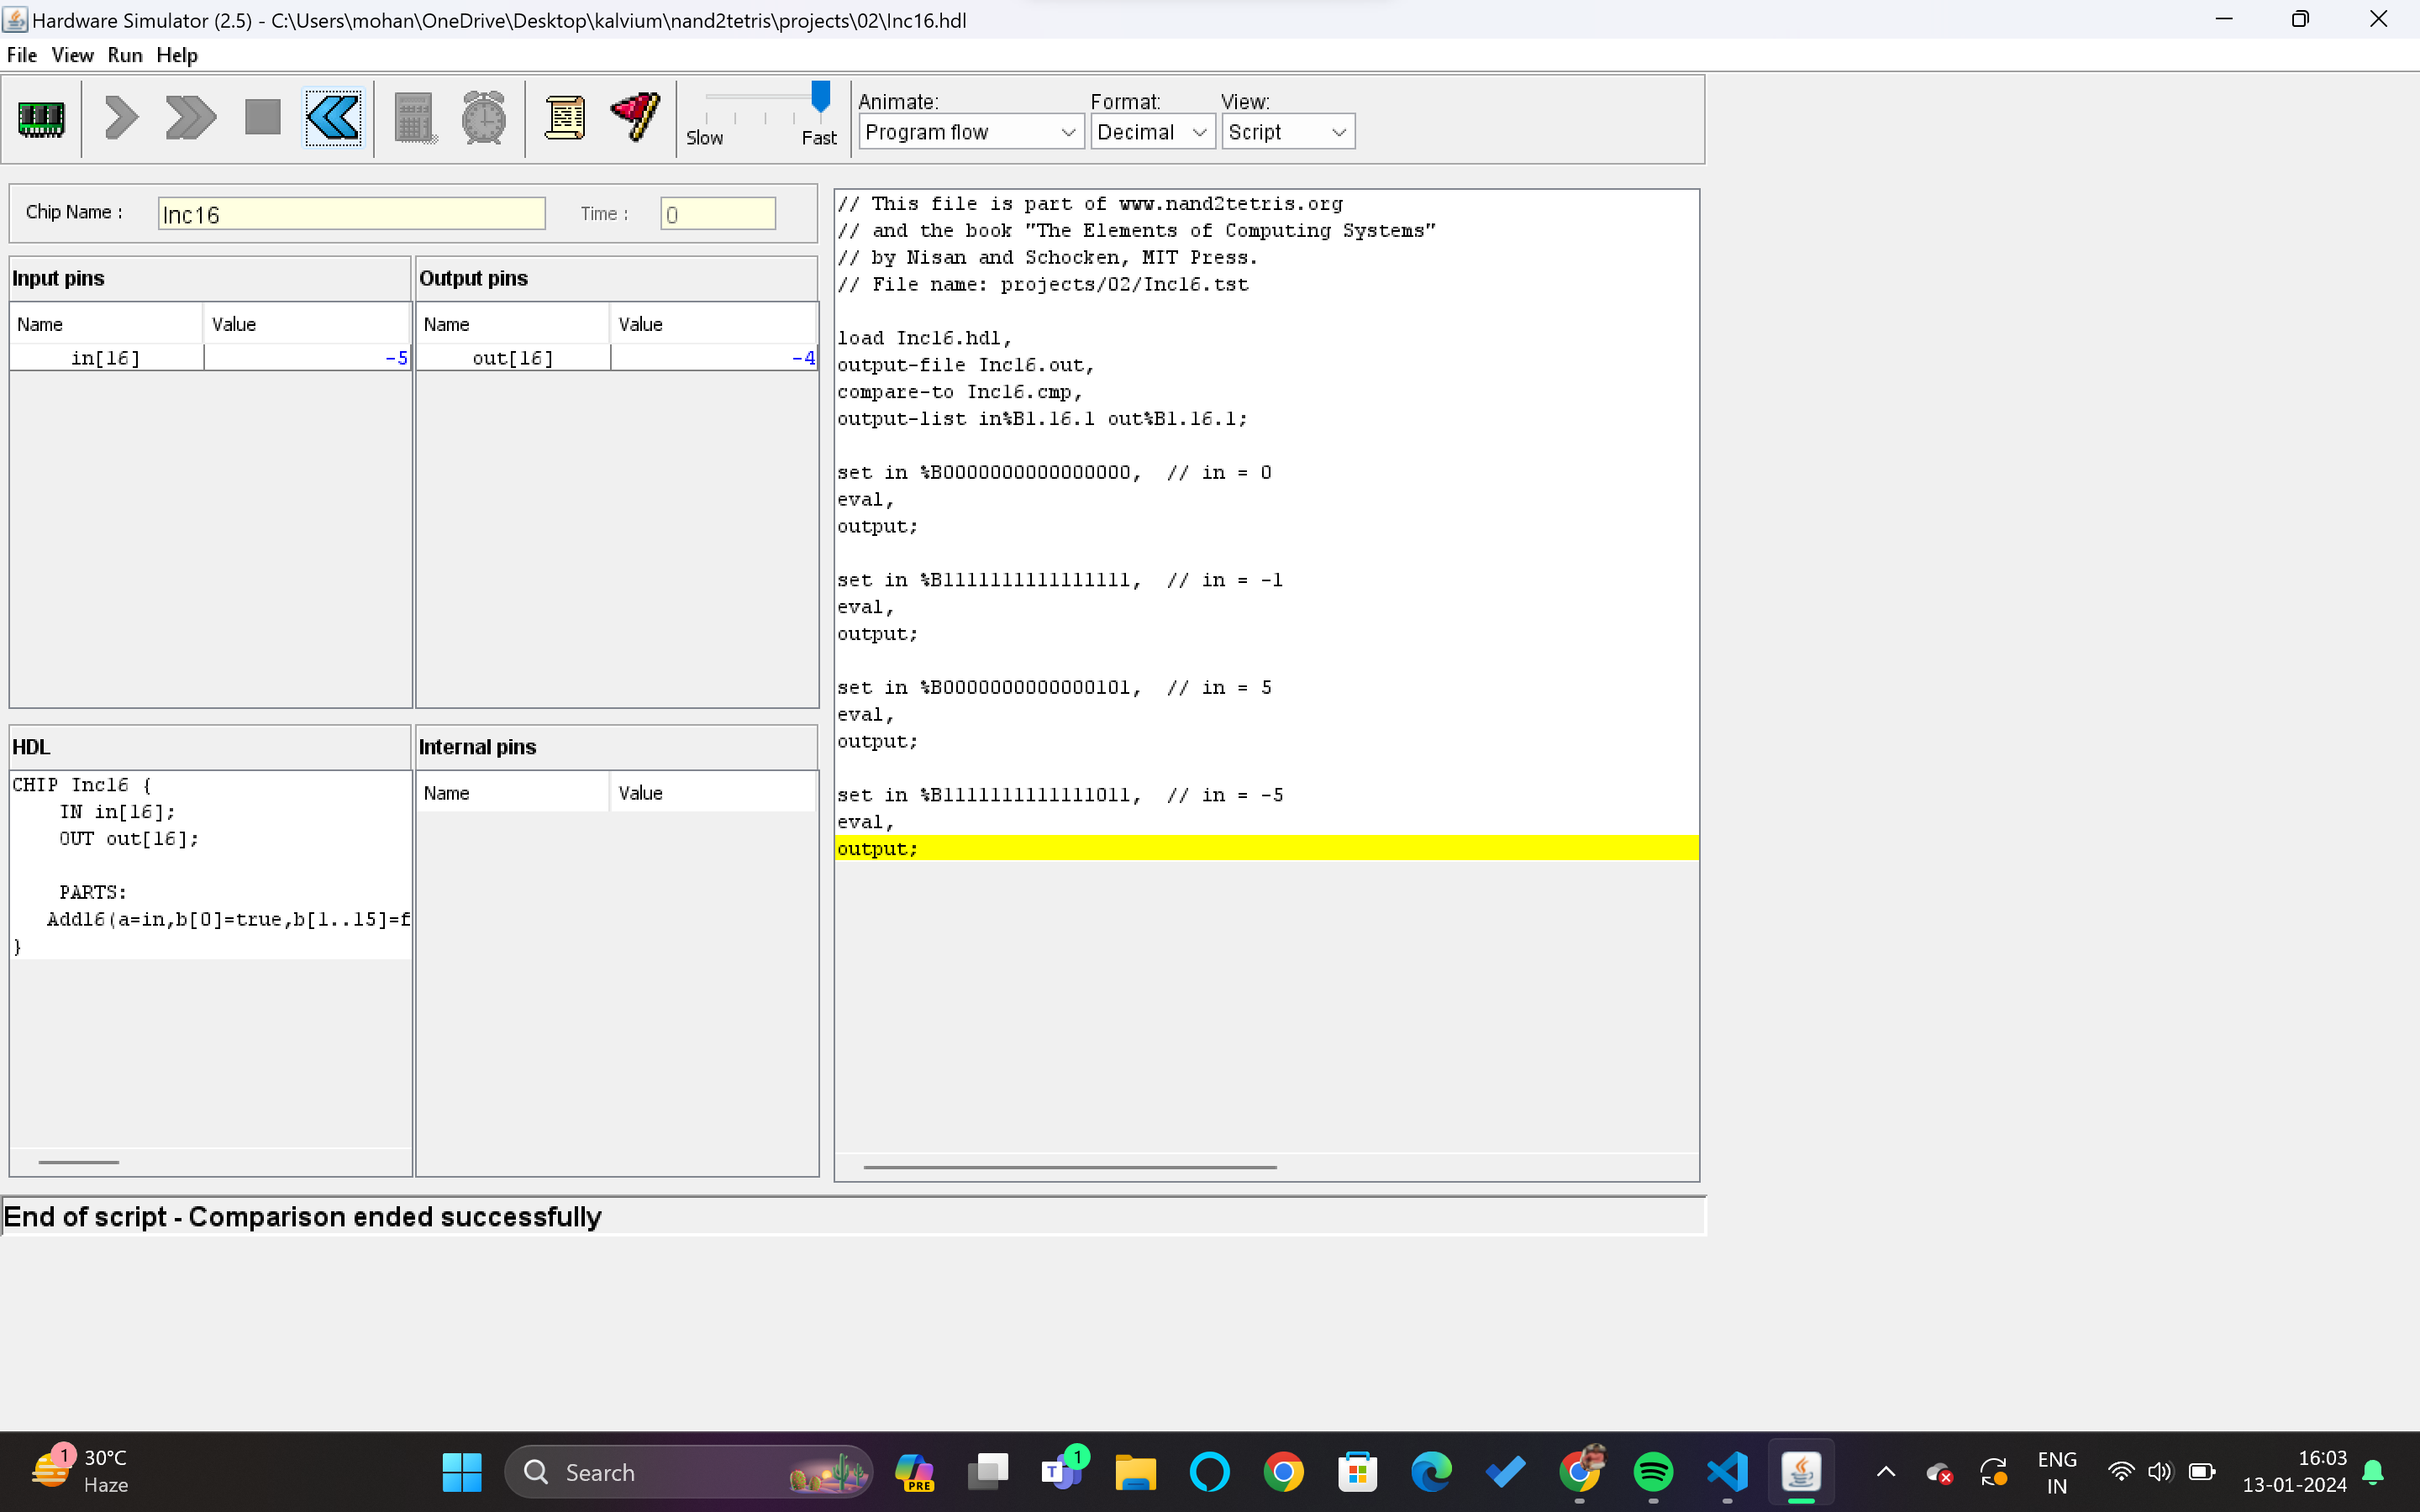 Hardware Simulator (2.5) - C:\Users\mohan\OneDrive\Desktop\kalvium\nand2tetris\projects\02\Inc16.hdl
File View Run Help
Slow Fast
Animate: Format: View:
Program flow Decimal Script
Chip Name : Inc16 Time : 0
Input pins
Name Value
in[16] -5
Output pins
Name Value
out[16] -4
HDL
CHIP Inc16 {
IN in[16];
OUT out[16];
PARTS:
Add16(a=in,b[0]=true,b[1..15]=f
}
Internal pins
Name Value
// This file is part of www.nand2tetris.org
// and the book "The Elements of Computing Systems"
// by Nisan and Schocken, MIT Press.
// File name: projects/02/Inc16.tst
load Inc16.hdl,
output-file Inc16.out,
compare-to Inc16.cmp,
output-list in%B1.16.1 out%B1.16.1;
set in %B0000000000000000,  // in = 0
eval,
output;
set in %B1111111111111111,  // in = -1
eval,
output;
set in %B0000000000000101,  // in = 5
eval,
output;
set in %B1111111111111011,  // in = -5
eval,
output;
End of script - Comparison ended successfully
1
30°C
Haze
Search
PRE
T
1
ENG
IN
16:03
13-01-2024